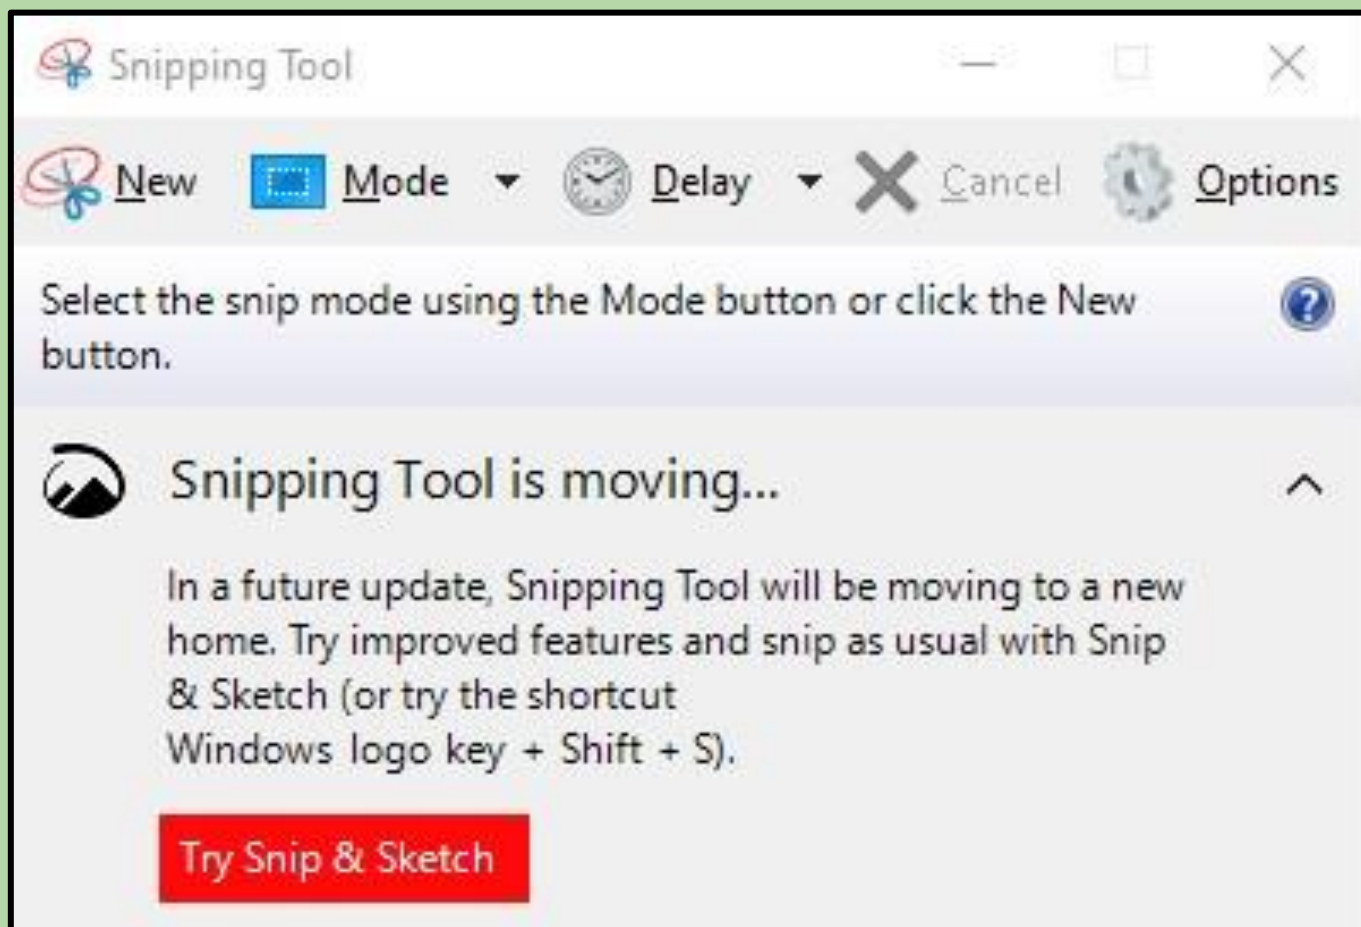 Snipping Tool
New Mode Delay Cancel Options
Select the snip mode using the Mode button or click the New
button.
Snipping Tool is moving...
In a future update, Snipping Tool will be moving to a new
home. Try improved features and snip as usual with Snip
& Sketch (or try the shortcut
Windows logo key + Shift + S).
Try Snip & Sketch